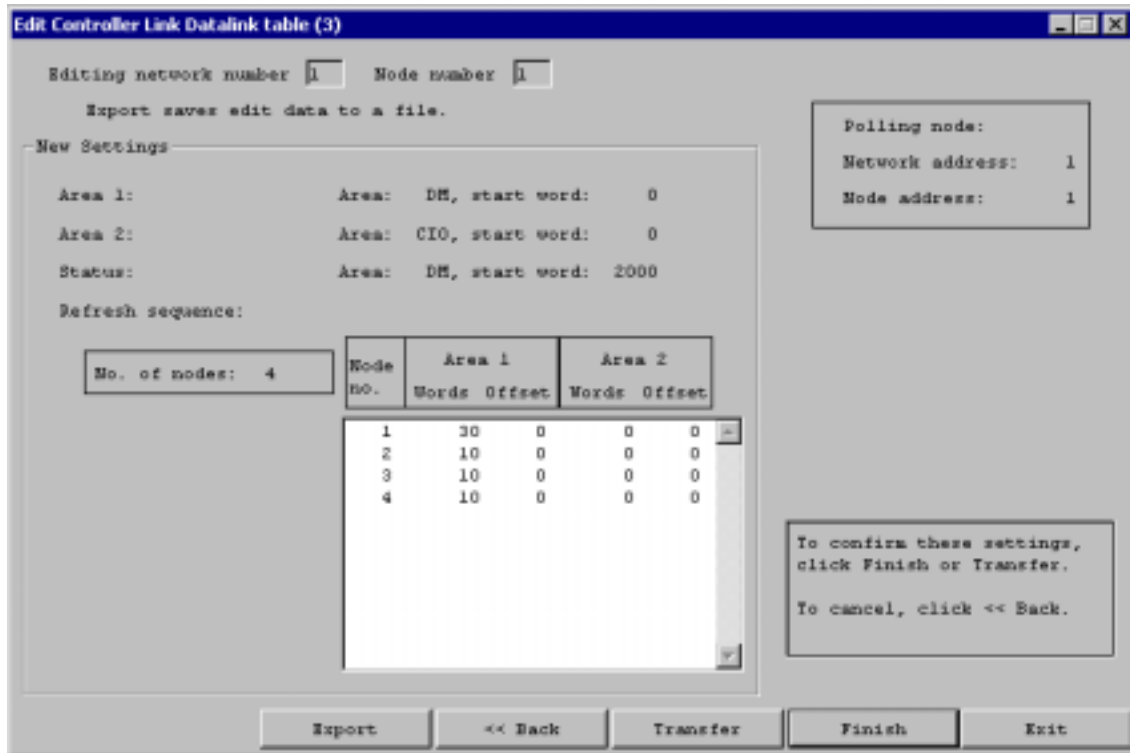 Edit Controller Link Datalink table (3)
Editing network number 1 Node number 1
Export saves edit data to a file.
Polling node:
Network address: 1
Node address: 1
New Settings
Area 1: Area: DM, start word: 0
Area 2: Area: CIO, start word: 0
Status: Area: DM, start word: 2000
Refresh sequence:
No. of nodes: 4
Node no. Area 1 Area 2
Words Offset Words Offset
1 30 0 0 0
2 10 0 0 0
3 10 0 0 0
4 10 0 0 0
To confirm these settings,
click Finish or Transfer.
To cancel, click << Back.
Export << Back Transfer Finish Exit